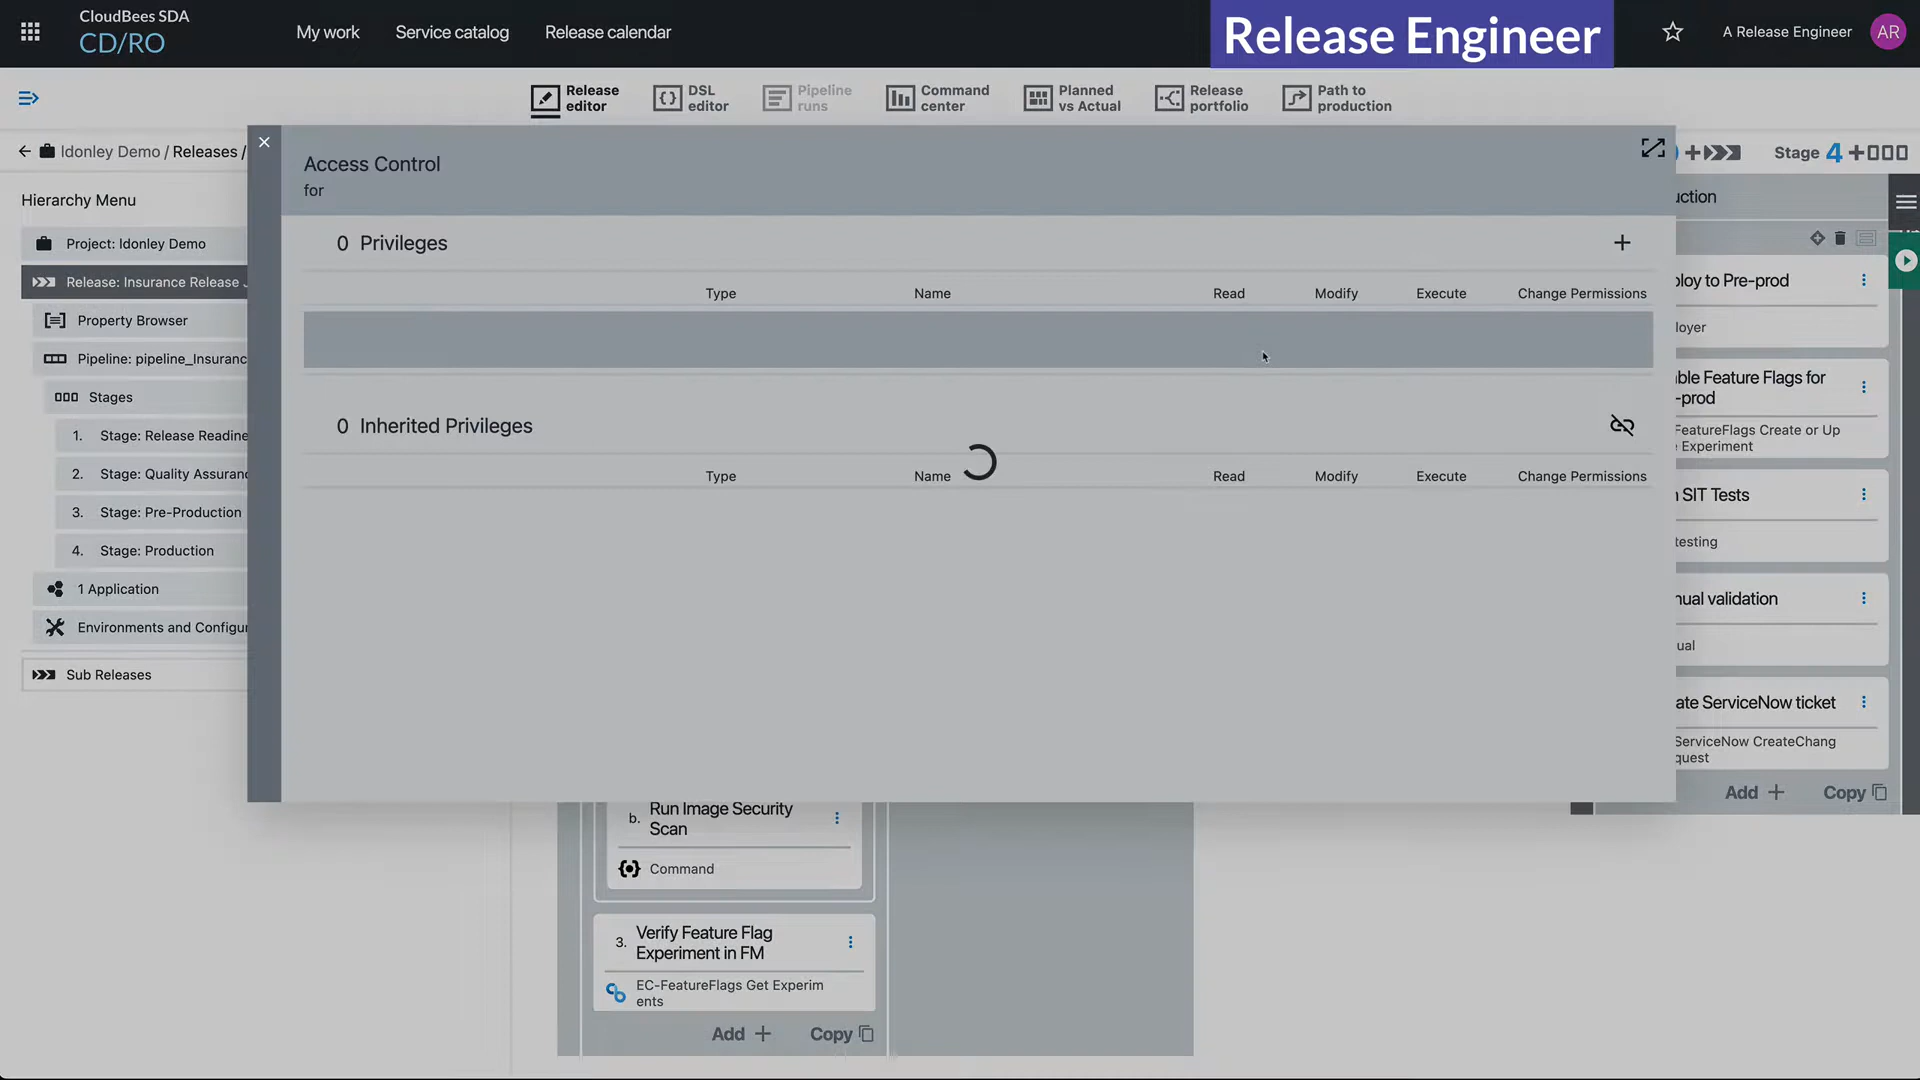 CloudBees SDA
CD/RO
My work
Service catalog
Release calendar
Release Engineer
A Release Engineer
AR
Release editor
DSL editor
Pipeline runs
Command center
Planned vs Actual
Release portfolio
Path to production
Idonley Demo / Releases /
Stage 4
Hierarchy Menu
Project: Idonley Demo
Release: Insurance Release
Property Browser
Pipeline: pipeline_Insuranc
Stages
1. Stage: Release Readine
2. Stage: Quality Assuranc
3. Stage: Pre-Production
4. Stage: Production
1 Application
Environments and Configur
Sub Releases
Access Control
for
0 Privileges
Type Name Read Modify Execute Change Permissions
0 Inherited Privileges
Type Name Read Modify Execute Change Permissions
uction
loy to Pre-prod
loyer
ble Feature Flags for
-prod
FeatureFlags Create or Up
e Experiment
SIT Tests
testing
nual validation
ual
ate ServiceNow ticket
ServiceNow CreateChang
quest
Add
Copy
b. Run Image Security
Scan
Command
3. Verify Feature Flag
Experiment in FM
EC-FeatureFlags Get Experim
ents
Add
Copy